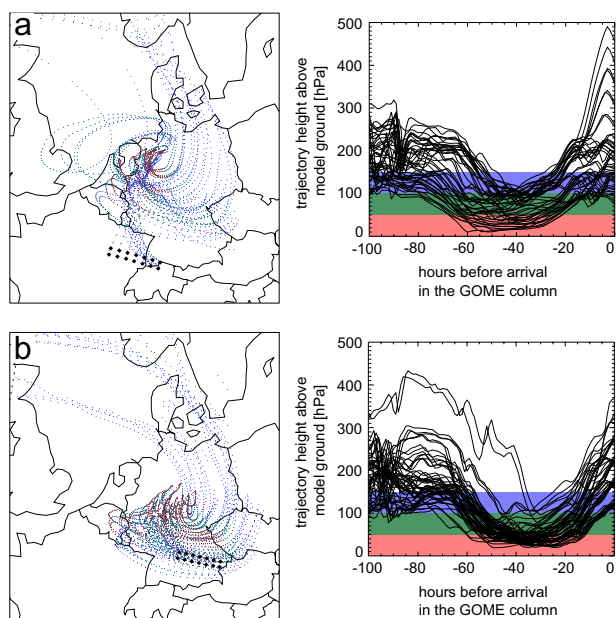 a
500
400
300
200
100
0
trajectory height above
model ground [hPa]
-100 -80 -60 -40 -20 0
hours before arrival
in the GOME column
b
500
400
300
200
100
0
trajectory height above
model ground [hPa]
-100 -80 -60 -40 -20 0
hours before arrival
in the GOME column